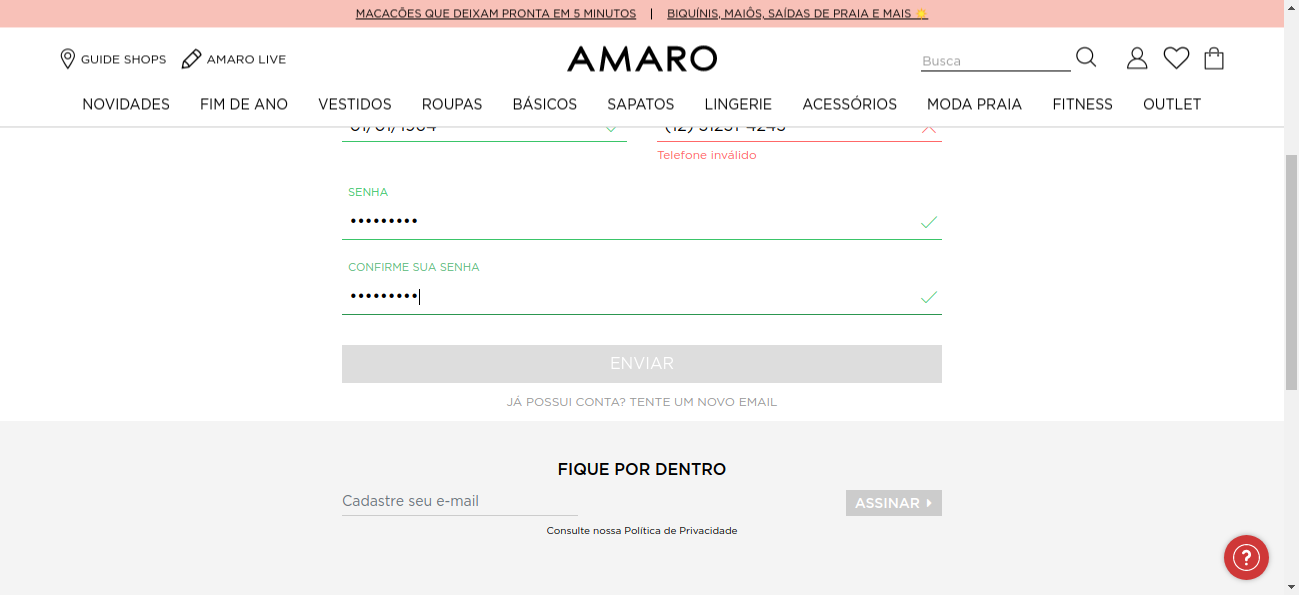 MACACÕES QUE DEIXAM PRONTA EM 5 MINUTOS | BIQUÍNIS, MAIÔS, SAÍDAS DE PRAIA E MAIS ☀️
GUIDE SHOPS AMARO LIVE AMARO Busca
NOVIDADES FIM DE ANO VESTIDOS ROUPAS BÁSICOS SAPATOS LINGERIE ACESSÓRIOS MODA PRAIA FITNESS OUTLET
Telefone inválido
SENHA
•••••••••
CONFIRME SUA SENHA
•••••••••
ENVIAR
JÁ POSSUI CONTA? TENTE UM NOVO EMAIL
FIQUE POR DENTRO
Cadastre seu e-mail ASSINAR
Consulte nossa Política de Privacidade
?